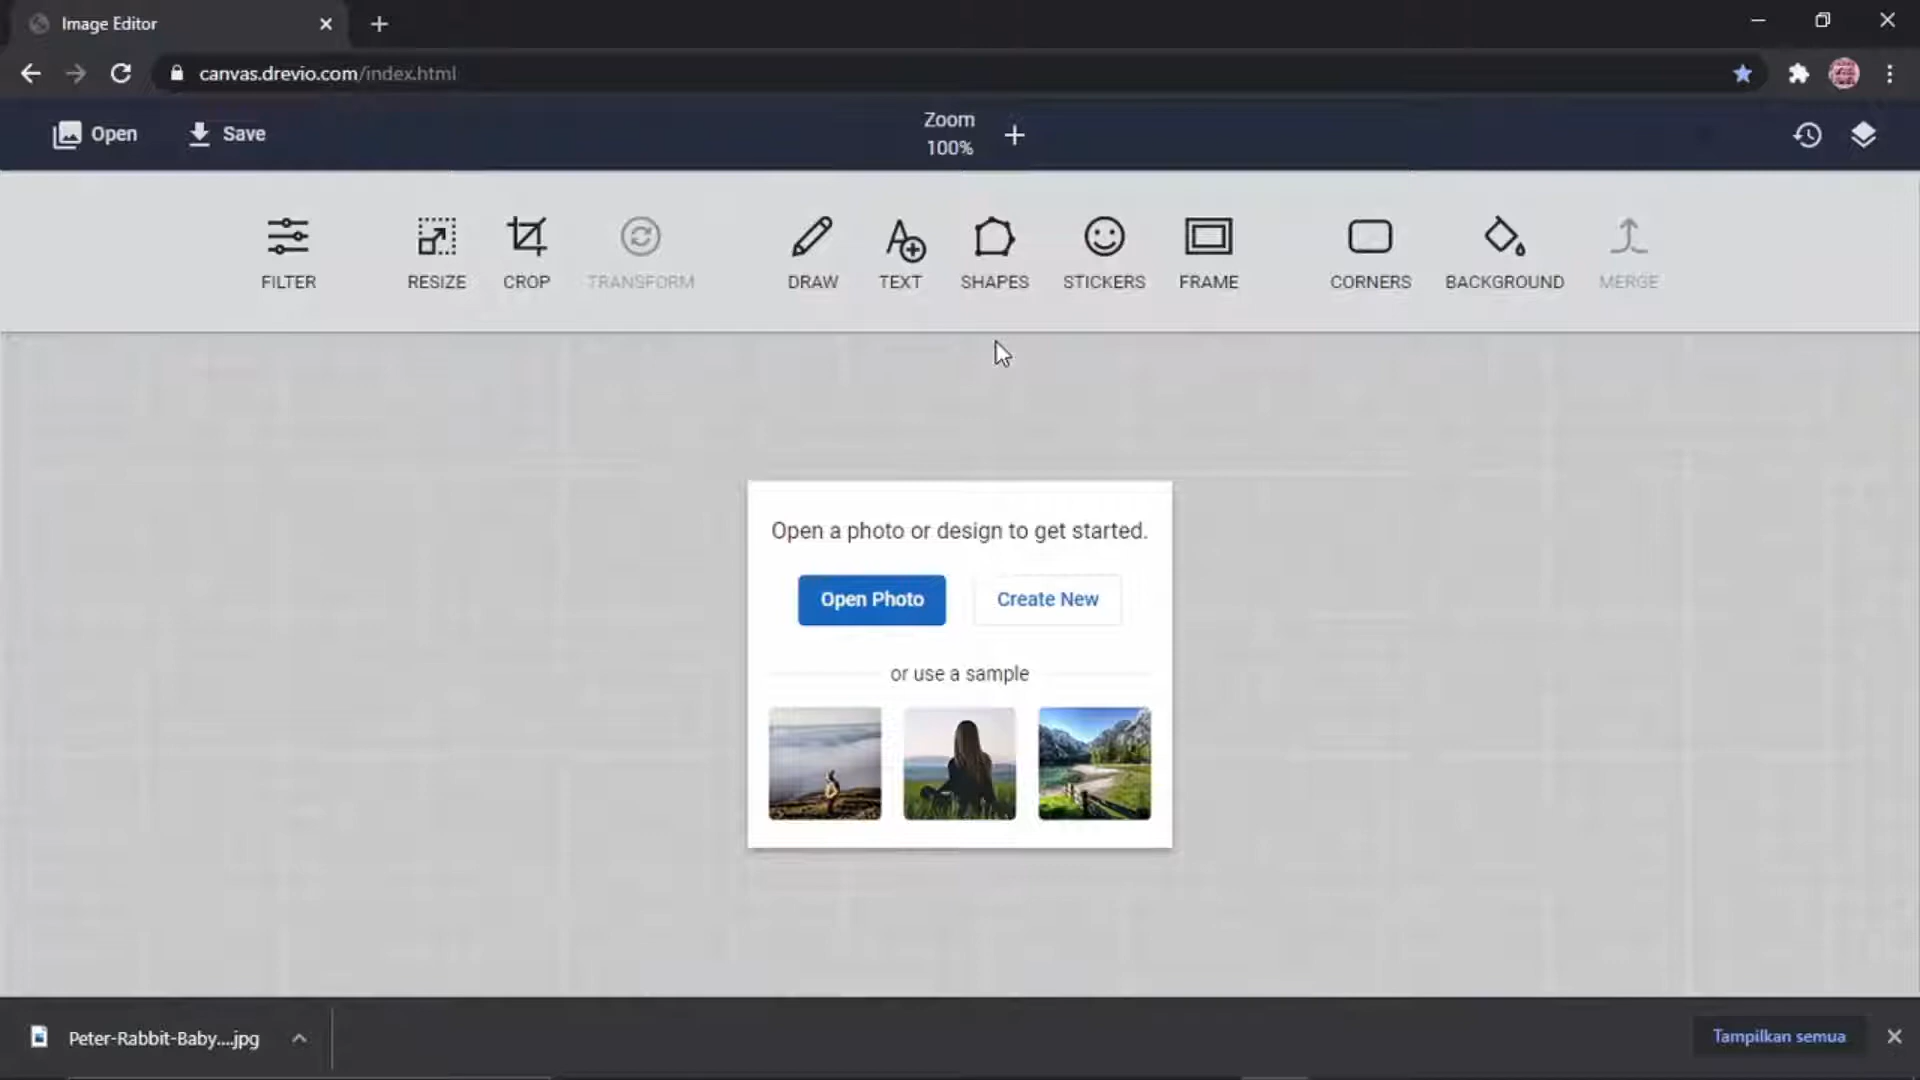 Image Editor
canvas.drevio.com/index.html
Open
Save
Zoom
100%
FILTER
RESIZE
CROP
TRANSFORM
DRAW
TEXT
SHAPES
STICKERS
FRAME
CORNERS
BACKGROUND
MERGE
Open a photo or design to get started.
Open Photo
Create New
or use a sample
Peter-Rabbit-Baby....jpg
Tampilkan semua